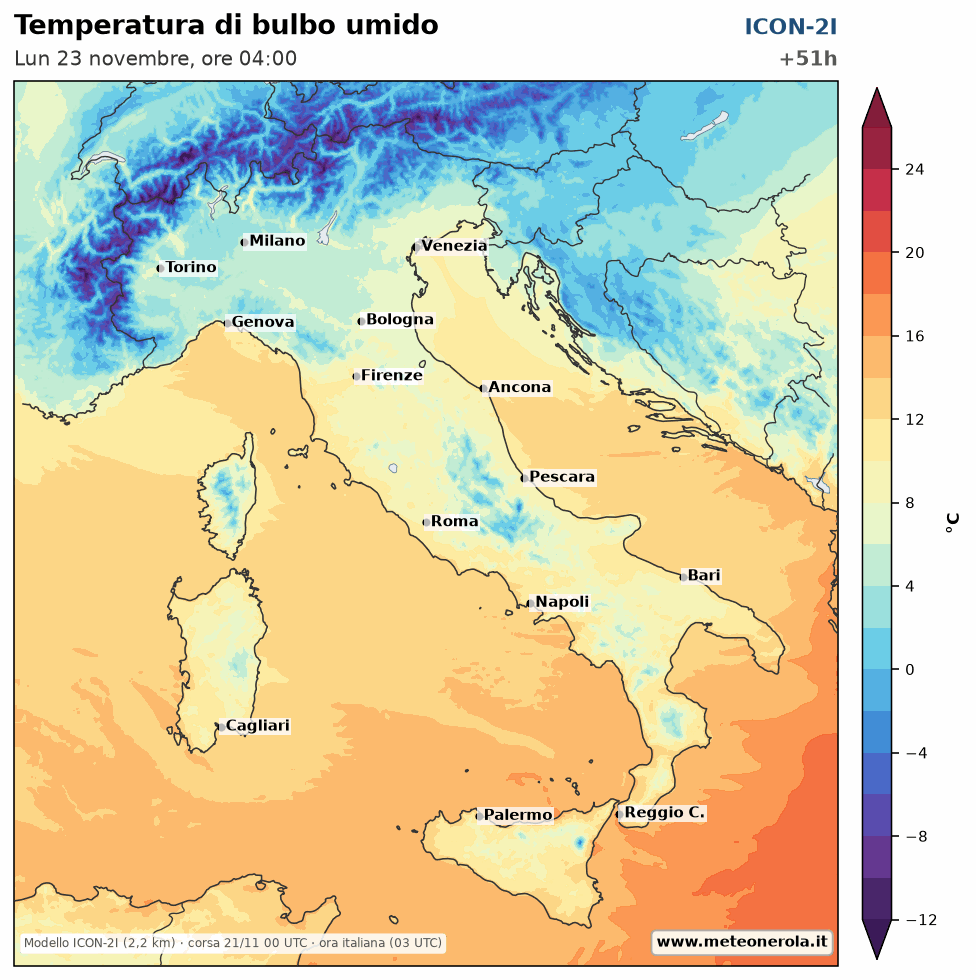 Temperatura di bulbo umido
ICON-2I
Lun 23 novembre, ore 04:00
+51h
Milano
Venezia
Torino
Genova
Bologna
Firenze
Ancona
Pescara
Roma
Bari
Napoli
Cagliari
Palermo
Reggio C.
24
20
16
12
8
4
0
−4
−8
−12
°C
Modello ICON-2I (2,2 km) · corsa 21/11 00 UTC · ora italiana (03 UTC)
www.meteonerola.it